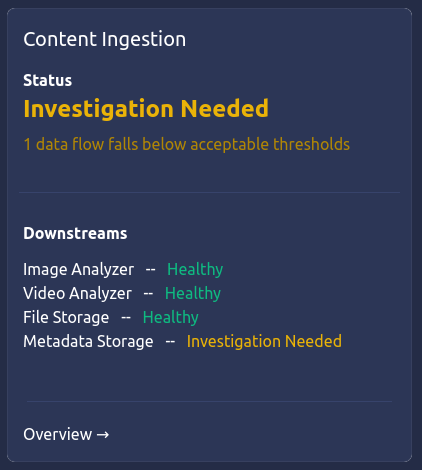 Content Ingestion
Status
Investigation Needed
1 data flow falls below acceptable thresholds
Downstreams
Image Analyzer -- Healthy
Video Analyzer -- Healthy
File Storage -- Healthy
Metadata Storage -- Investigation Needed
Overview →